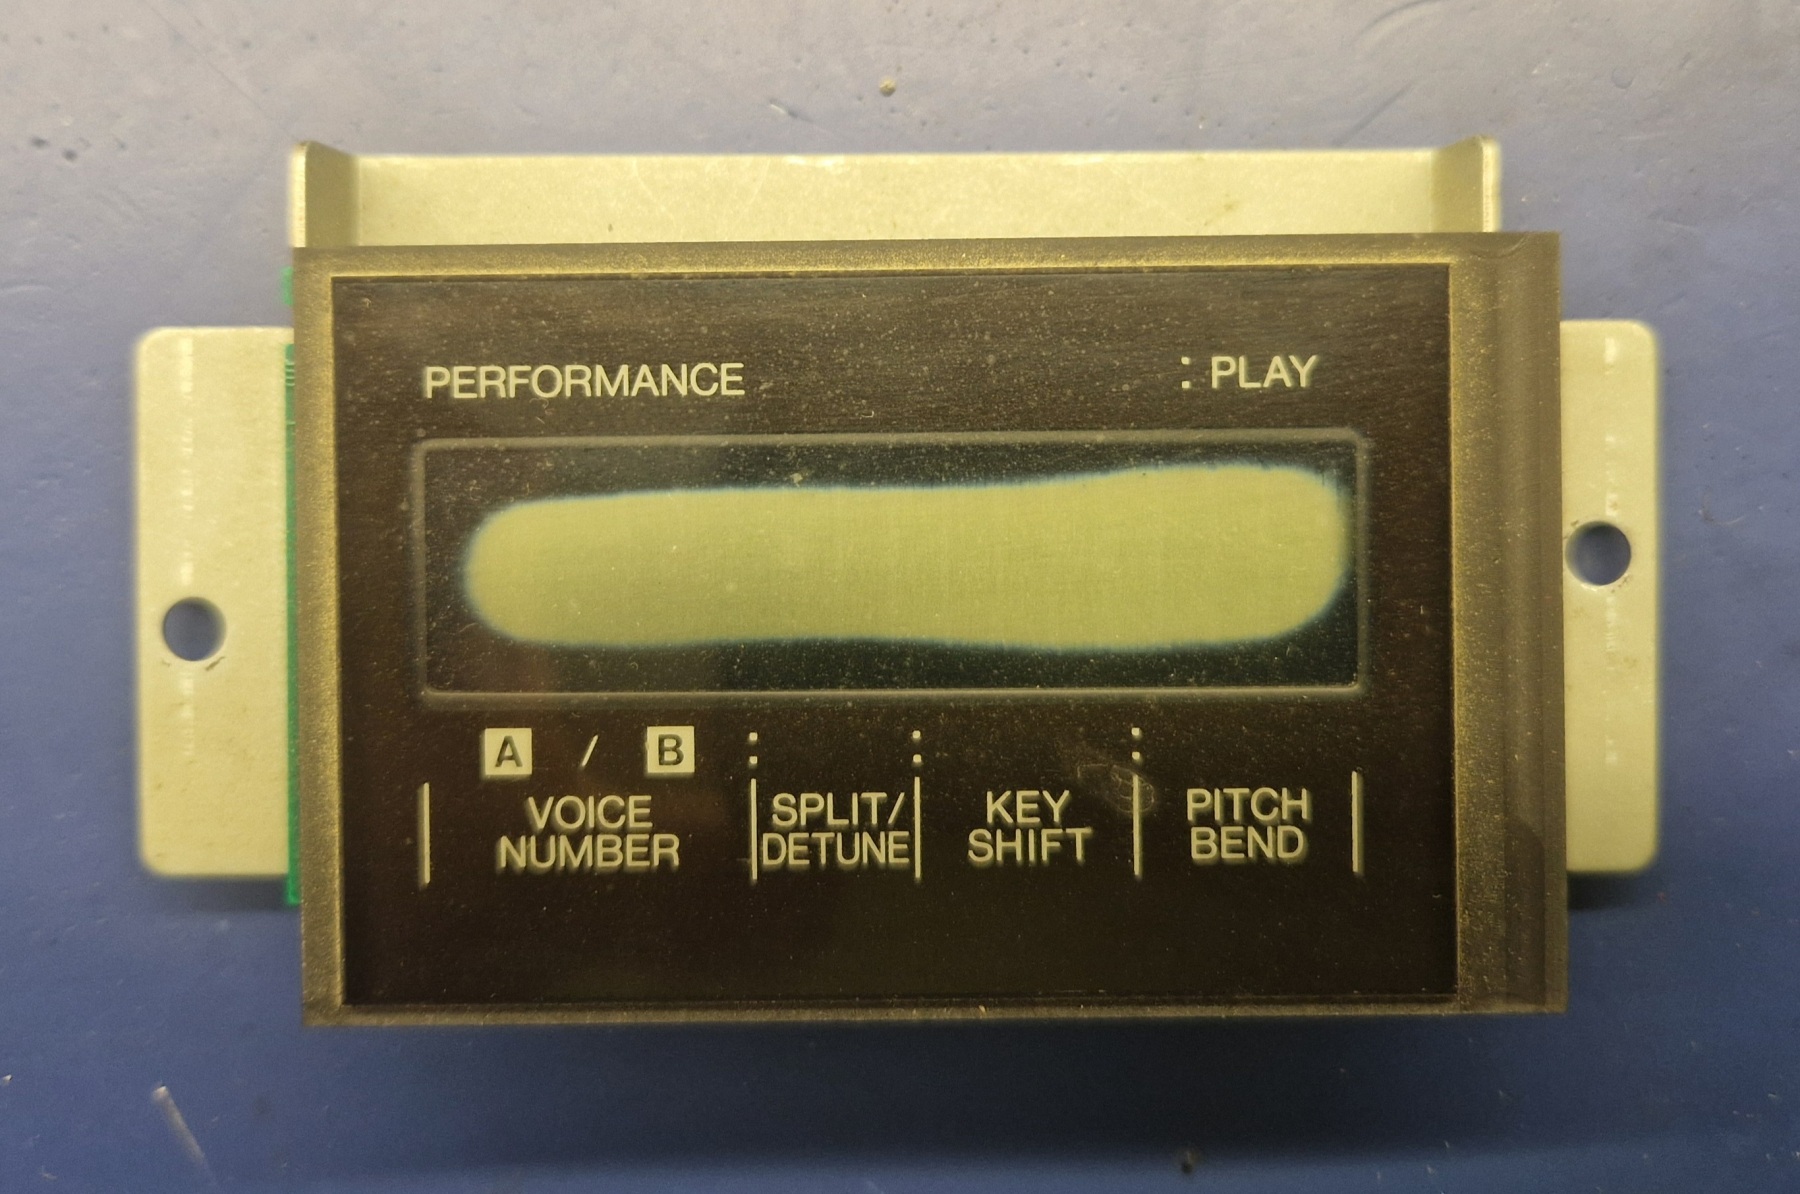 PERFORMANCE : PLAY
A / B
VOICE NUMBER
SPLIT/ DETUNE
KEY SHIFT
PITCH BEND